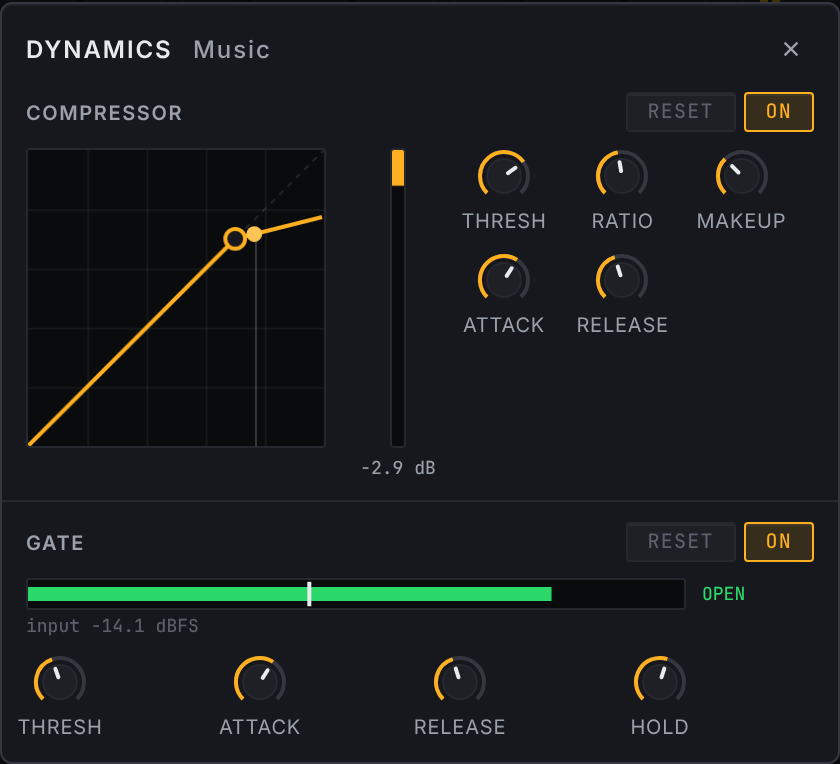 DYNAMICS Music ×
COMPRESSOR RESET ON
THRESH RATIO MAKEUP
ATTACK RELEASE
-2.9 dB
GATE RESET ON
OPEN
input -14.1 dBFS
THRESH ATTACK RELEASE HOLD